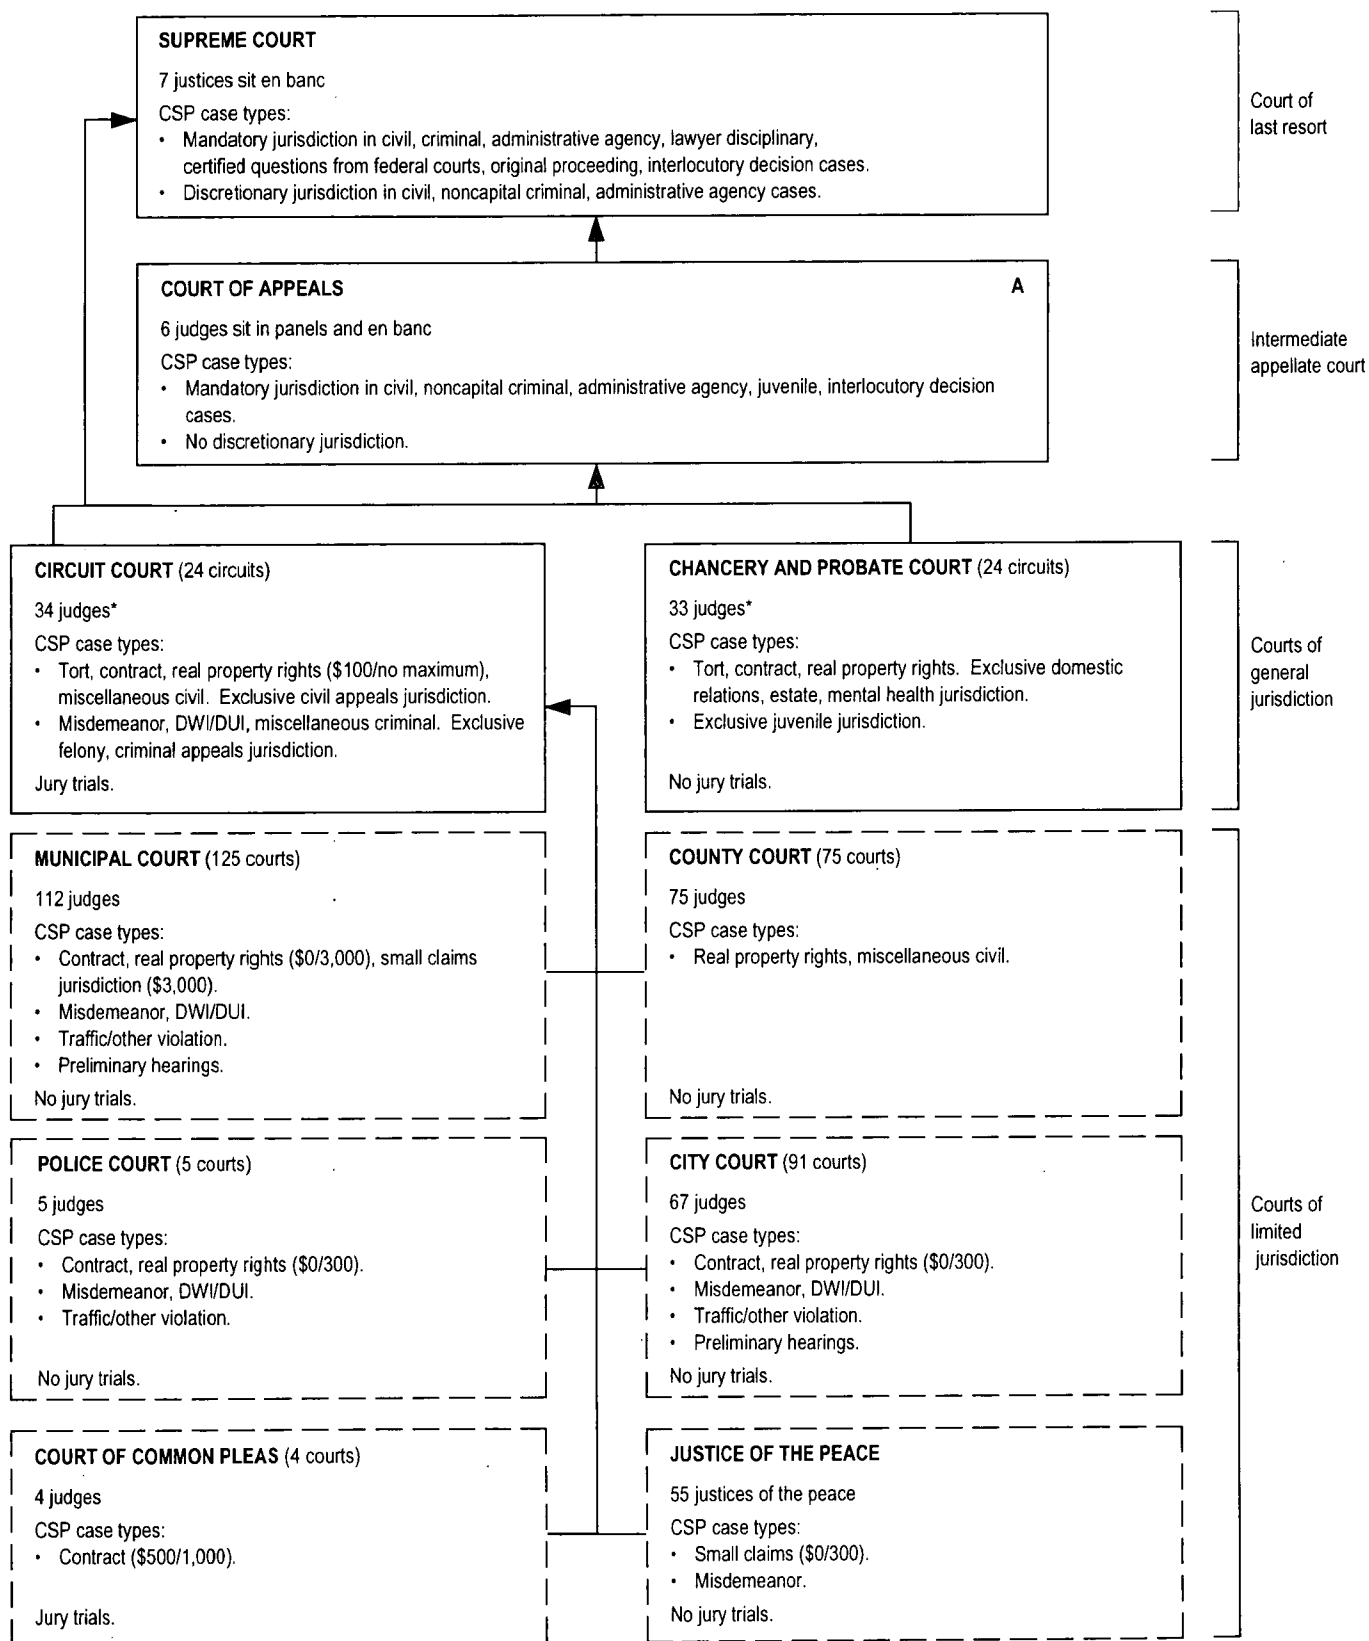 SUPREME COURT
7 justices sit en banc
CSP case types:
• Mandatory jurisdiction in civil, criminal, administrative agency, lawyer disciplinary,
certified questions from federal courts, original proceeding, interlocutory decision cases.
• Discretionary jurisdiction in civil, noncapital criminal, administrative agency cases.
Court of
last resort
COURT OF APPEALS
A
6 judges sit in panels and en banc
CSP case types:
• Mandatory jurisdiction in civil, noncapital criminal, administrative agency, juvenile, interlocutory decision
cases.
• No discretionary jurisdiction.
Intermediate
appellate court
CIRCUIT COURT (24 circuits)
34 judges*
CSP case types:
• Tort, contract, real property rights ($100/no maximum),
miscellaneous civil. Exclusive civil appeals jurisdiction.
• Misdemeanor, DWI/DUI, miscellaneous criminal. Exclusive
felony, criminal appeals jurisdiction.
Jury trials.
CHANCERY AND PROBATE COURT (24 circuits)
33 judges*
CSP case types:
• Tort, contract, real property rights. Exclusive domestic
relations, estate, mental health jurisdiction.
• Exclusive juvenile jurisdiction.
No jury trials.
Courts of
general
jurisdiction
MUNICIPAL COURT (125 courts)
112 judges
CSP case types:
• Contract, real property rights ($0/3,000), small claims
jurisdiction ($3,000).
• Misdemeanor, DWI/DUI.
• Traffic/other violation.
• Preliminary hearings.
No jury trials.
COUNTY COURT (75 courts)
75 judges
CSP case types:
• Real property rights, miscellaneous civil.
No jury trials.
POLICE COURT (5 courts)
5 judges
CSP case types:
• Contract, real property rights ($0/300).
• Misdemeanor, DWI/DUI.
• Traffic/other violation.
No jury trials.
CITY COURT (91 courts)
67 judges
CSP case types:
• Contract, real property rights ($0/300).
• Misdemeanor, DWI/DUI.
• Traffic/other violation.
• Preliminary hearings.
No jury trials.
Courts of
limited
jurisdiction
COURT OF COMMON PLEAS (4 courts)
4 judges
CSP case types:
• Contract ($500/1,000).
Jury trials.
JUSTICE OF THE PEACE
55 justices of the peace
CSP case types:
• Small claims ($0/300).
• Misdemeanor.
No jury trials.